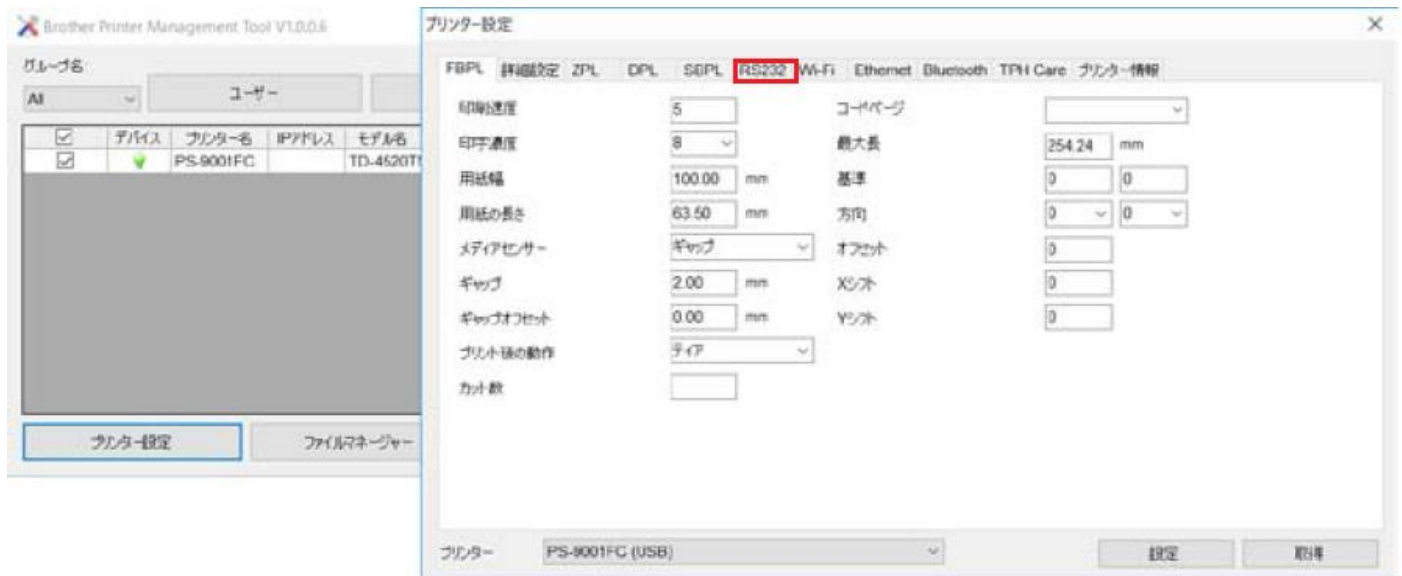 Brother Printer Management Tool V1.0.0.6
グループ名
All
ユーザー
デバイス プリンター名 IPアドレス モデル名
PS-9001FC TD-4520T
プリンター設定 ファイルマネージャー
プリンター設定
FBPL 詳細設定 ZPL DPL SBPL RS232 Wi-Fi Ethernet Bluetooth TPH Care プリンター情報
印刷速度 5 コードページ
印字濃度 8 最大長 254.24 mm
用紙幅 100.00 mm 基準 0 0
用紙の長さ 63.50 mm 方向 0 0
メディアセンサー ギャップ オフセット 0
ギャップ 2.00 mm Xシフト 0
ギャップオフセット 0.00 mm Yシフト 0
プリント後の動作 ティア
カット数
プリンター PS-9001FC (USB) 設定 取得